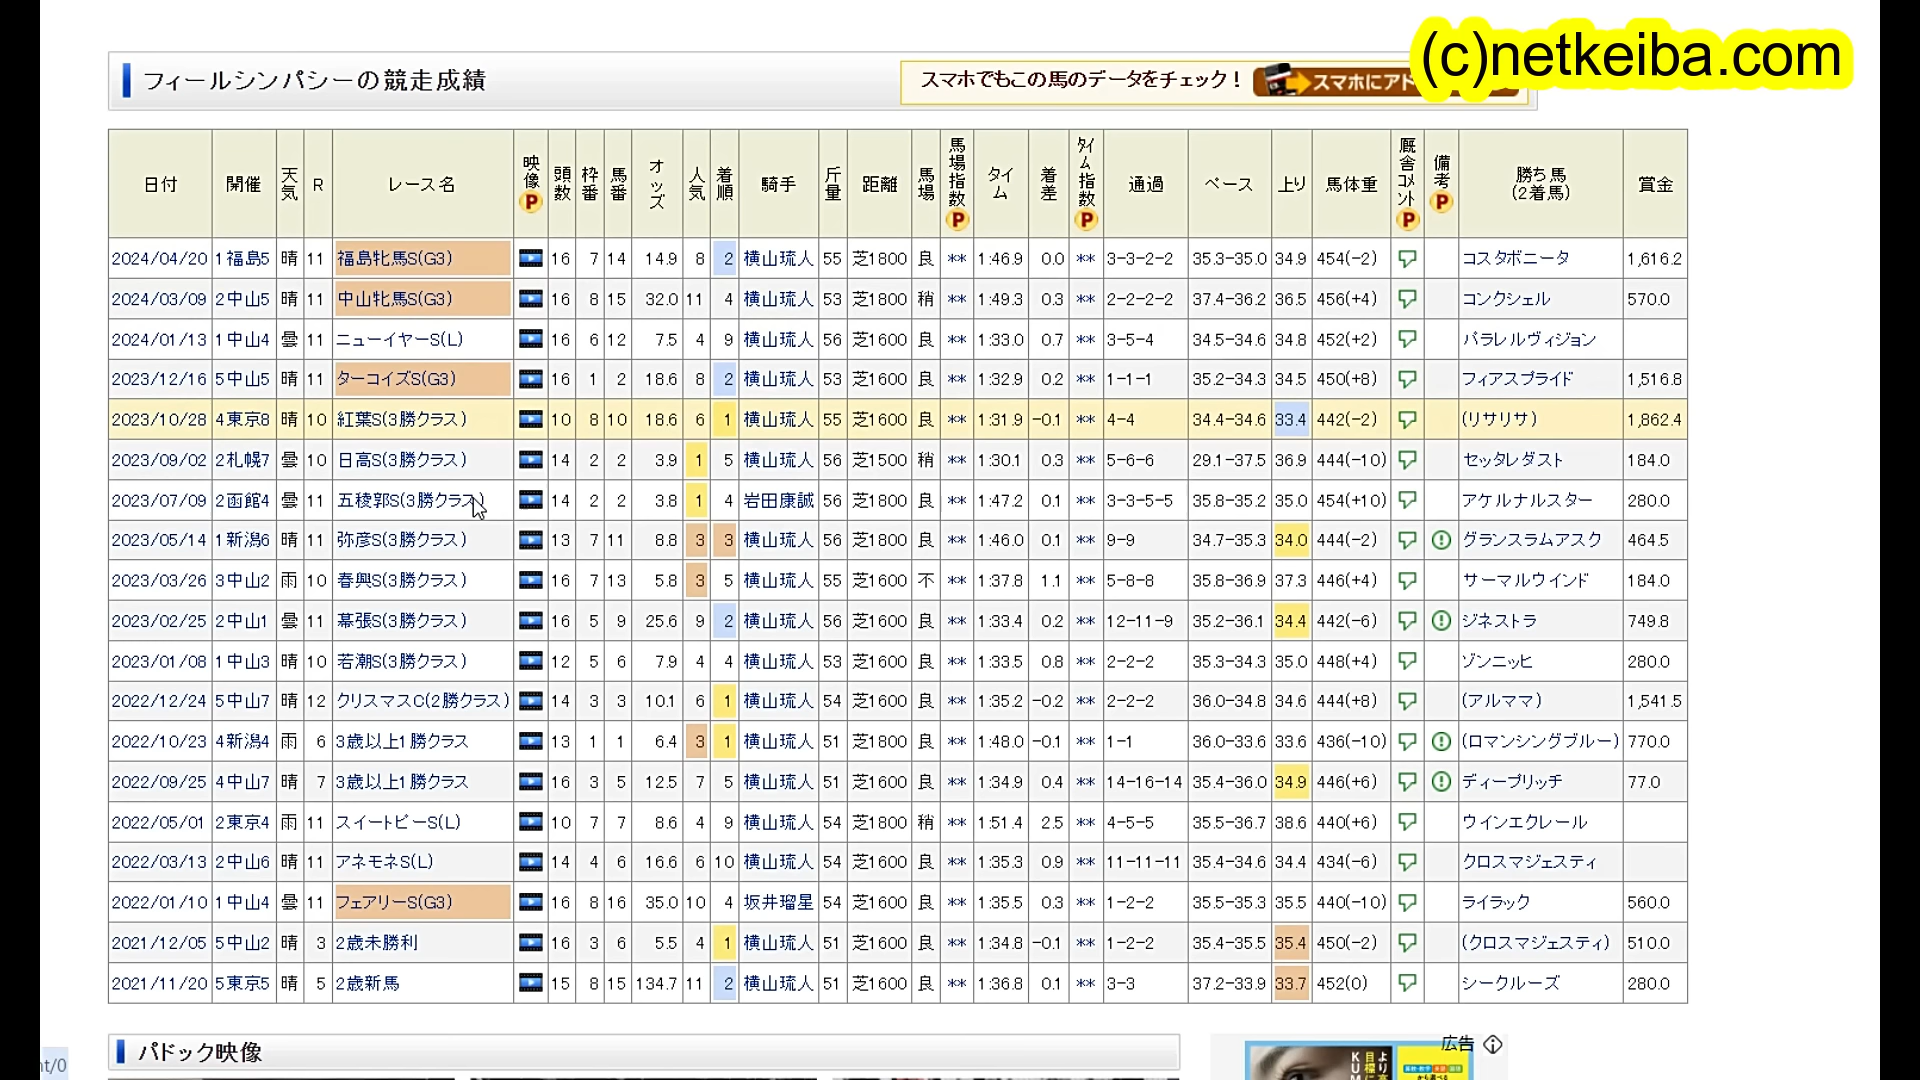 (c)netkeiba.com
フィールシンパシーの競走成績
スマホでもこの馬のデータをチェック！ スマホにアド
日付 開催 天気 R レース名 映像 P 頭数 枠番 馬番 オッズ 人気 着順 騎手 斤量 距離 馬場 馬場指数 P タイム 着差 タイム指数 P 通過 ペース 上り 馬体重 厩舎コメント P 備考 P 勝ち馬(2着馬) 賞金
2024/04/20 1福島5 晴 11 福島牝馬S(G3) 16 7 14 14.9 8 2 横山琉人 55 芝1800 良 ** 1:46.9 0.0 ** 3-3-2-2 35.3-35.0 34.9 454(-2) コスタボニータ 1,616.2
2024/03/09 2中山5 晴 11 中山牝馬S(G3) 16 8 15 32.0 11 4 横山琉人 53 芝1800 稍 ** 1:49.3 0.3 ** 2-2-2-2 37.4-36.2 36.5 456(+4) コンクシェル 570.0
2024/01/13 1中山4 曇 11 ニューイヤーS(L) 16 6 12 7.5 4 9 横山琉人 56 芝1600 良 ** 1:33.0 0.7 ** 3-5-4 34.5-34.6 34.8 452(+2) パラレルヴィジョン
2023/12/16 5中山5 晴 11 ターコイズS(G3) 16 1 2 18.6 8 2 横山琉人 53 芝1600 良 ** 1:32.9 0.2 ** 1-1-1 35.2-34.3 34.5 450(+8) フィアスプライド 1,516.8
2023/10/28 4東京8 晴 10 紅葉S(3勝クラス) 10 8 10 18.6 6 1 横山琉人 55 芝1600 良 ** 1:31.9 -0.1 ** 4-4 34.4-34.6 33.4 442(-2) (リサリサ) 1,862.4
2023/09/02 2札幌7 曇 10 日高S(3勝クラス) 14 2 2 3.9 1 5 横山琉人 56 芝1500 稍 ** 1:30.1 0.3 ** 5-6-6 29.1-37.5 36.9 444(-10) セッタレダスト 184.0
2023/07/09 2函館4 曇 11 五稜郭S(3勝クラス) 14 2 2 3.8 1 4 岩田康誠 56 芝1800 良 ** 1:47.2 0.1 ** 3-3-5-5 35.8-35.2 35.0 454(+10) アケルナルスター 280.0
2023/05/14 1新潟6 晴 11 弥彦S(3勝クラス) 13 7 11 8.8 3 3 横山琉人 56 芝1800 良 ** 1:46.0 0.1 ** 9-9 34.7-35.3 34.0 444(-2) グランスラムアスク 464.5
2023/03/26 3中山2 雨 10 春興S(3勝クラス) 16 7 13 5.8 3 5 横山琉人 55 芝1600 不 ** 1:37.8 1.1 ** 5-8-8 35.8-36.9 37.3 446(+4) サーマルウインド 184.0
2023/02/25 2中山1 曇 11 幕張S(3勝クラス) 16 5 9 25.6 9 2 横山琉人 56 芝1600 良 ** 1:33.4 0.2 ** 12-11-9 35.2-36.1 34.4 442(-6) ジネストラ 749.8
2023/01/08 1中山3 晴 10 若潮S(3勝クラス) 12 5 6 7.9 4 4 横山琉人 53 芝1600 良 ** 1:33.5 0.8 ** 2-2-2 35.3-34.3 35.0 448(+4) ゾンニッヒ 280.0
2022/12/24 5中山7 晴 12 クリスマスC(2勝クラス) 14 3 3 10.1 6 1 横山琉人 54 芝1600 良 ** 1:35.2 -0.2 ** 2-2-2 36.0-34.8 34.6 444(+8) (アルママ) 1,541.5
2022/10/23 4新潟4 雨 6 3歳以上1勝クラス 13 1 1 6.4 3 1 横山琉人 51 芝1800 良 ** 1:48.0 -0.1 ** 1-1 36.0-33.6 33.6 436(-10) (ロマンシングブルー) 770.0
2022/09/25 4中山7 晴 7 3歳以上1勝クラス 16 3 5 12.5 7 5 横山琉人 51 芝1600 良 ** 1:34.9 0.4 ** 14-16-14 35.4-36.0 34.9 446(+6) ディープリッチ 77.0
2022/05/01 2東京4 雨 11 スイートピーS(L) 10 7 7 8.6 4 9 横山琉人 54 芝1800 稍 ** 1:51.4 2.5 ** 4-5-5 35.5-36.7 38.6 440(+6) ウインエクレール
2022/03/13 2中山6 晴 11 アネモネS(L) 14 4 6 16.6 6 10 横山琉人 54 芝1600 良 ** 1:35.3 0.9 ** 11-11-11 35.4-34.6 34.4 434(-6) クロスマジェスティ
2022/01/10 1中山4 曇 11 フェアリーS(G3) 16 8 16 35.0 10 4 坂井瑠星 54 芝1600 良 ** 1:35.5 0.3 ** 1-2-2 35.5-35.3 35.5 440(-10) ライラック 560.0
2021/12/05 5中山2 晴 3 2歳未勝利 16 3 6 5.5 4 1 横山琉人 51 芝1600 良 ** 1:34.8 -0.1 ** 1-2-2 35.4-35.5 35.4 450(-2) (クロスマジェスティ) 510.0
2021/11/20 5東京5 晴 5 2歳新馬 15 8 15 134.7 11 2 横山琉人 51 芝1600 良 ** 1:36.8 0.1 ** 3-3 37.2-33.9 33.7 452(0) シークルーズ 280.0
パドック映像
広告
nt/0